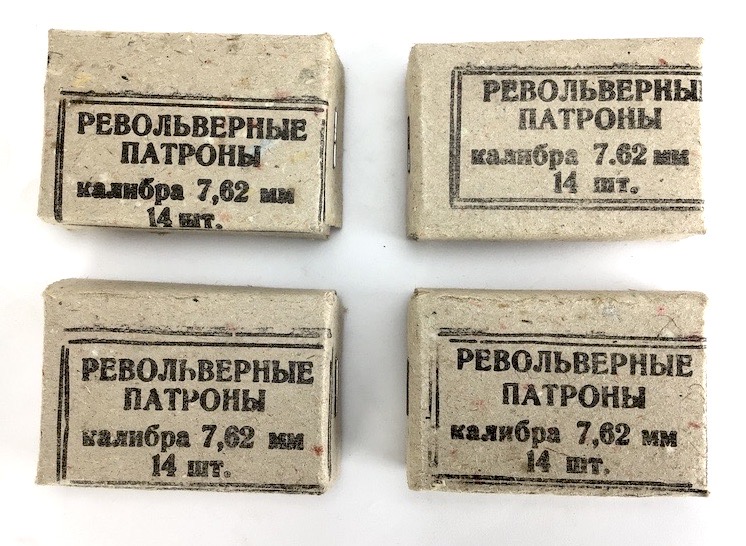 РЕВОЛЬВЕРНЫЕ
ПАТРОНЫ
калибра 7,62 мм
14 шт.
РЕВОЛЬВЕРНЫ
ПАТРОНЫ
калибра 7.62 мм
14 шт.
РЕВОЛЬВЕРНЫЕ
ПАТРОНЫ
калибра 7,62 мм
14 шт.
РЕВОЛЬВЕРНЫЕ
ПАТРОНЫ
калибра 7,62 мм
14 шт.